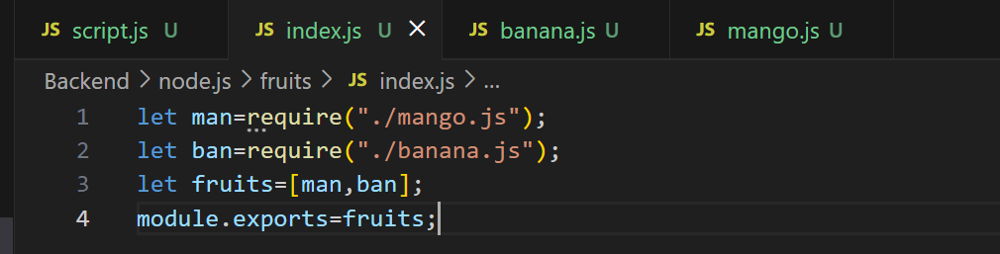 JS script.js U JS index.js U × JS banana.js U JS mango.js U
Backend > node.js > fruits > JS index.js > ...
1 let man=require("./mango.js");
2 let ban=require("./banana.js");
3 let fruits=[man,ban];
4 module.exports=fruits;